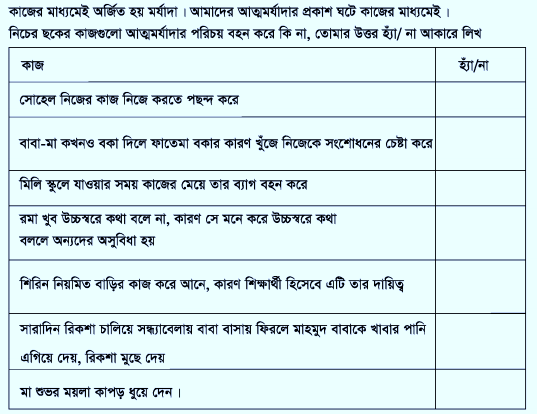 কাজের মাধ্যমেই অর্জিত হয় মর্যাদা । আমাদের আত্মমর্যাদার প্রকাশ ঘটে কাজের মাধ্যমেই ।
নিচের ছকের কাজগুলো আত্মমর্যাদার পরিচয় বহন করে কি না, তোমার উত্তর হ্যাঁ/ না আকারে লিখ
কাজ হ্যাঁ/না
সোহেল নিজের কাজ নিজে করতে পছন্দ করে
বাবা-মা কখনও বকা দিলে ফাতেমা বকার কারণ খুঁজে নিজেকে সংশোধনের চেষ্টা করে
মিলি স্কুলে যাওয়ার সময় কাজের মেয়ে তার ব্যাগ বহন করে
রমা খুব উচ্চস্বরে কথা বলে না, কারণ সে মনে করে উচ্চস্বরে কথা
বললে অন্যদের অসুবিধা হয়
শিরিন নিয়মিত বাড়ির কাজ করে আনে, কারণ শিক্ষার্থী হিসেবে এটি তার দায়িত্ব
সারাদিন রিকশা চালিয়ে সন্ধ্যাবেলায় বাবা বাসায় ফিরলে মাহমুদ বাবাকে খাবার পানি
এগিয়ে দেয়, রিকশা মুছে দেয়
মা শুভর ময়লা কাপড় ধুয়ে দেন ।